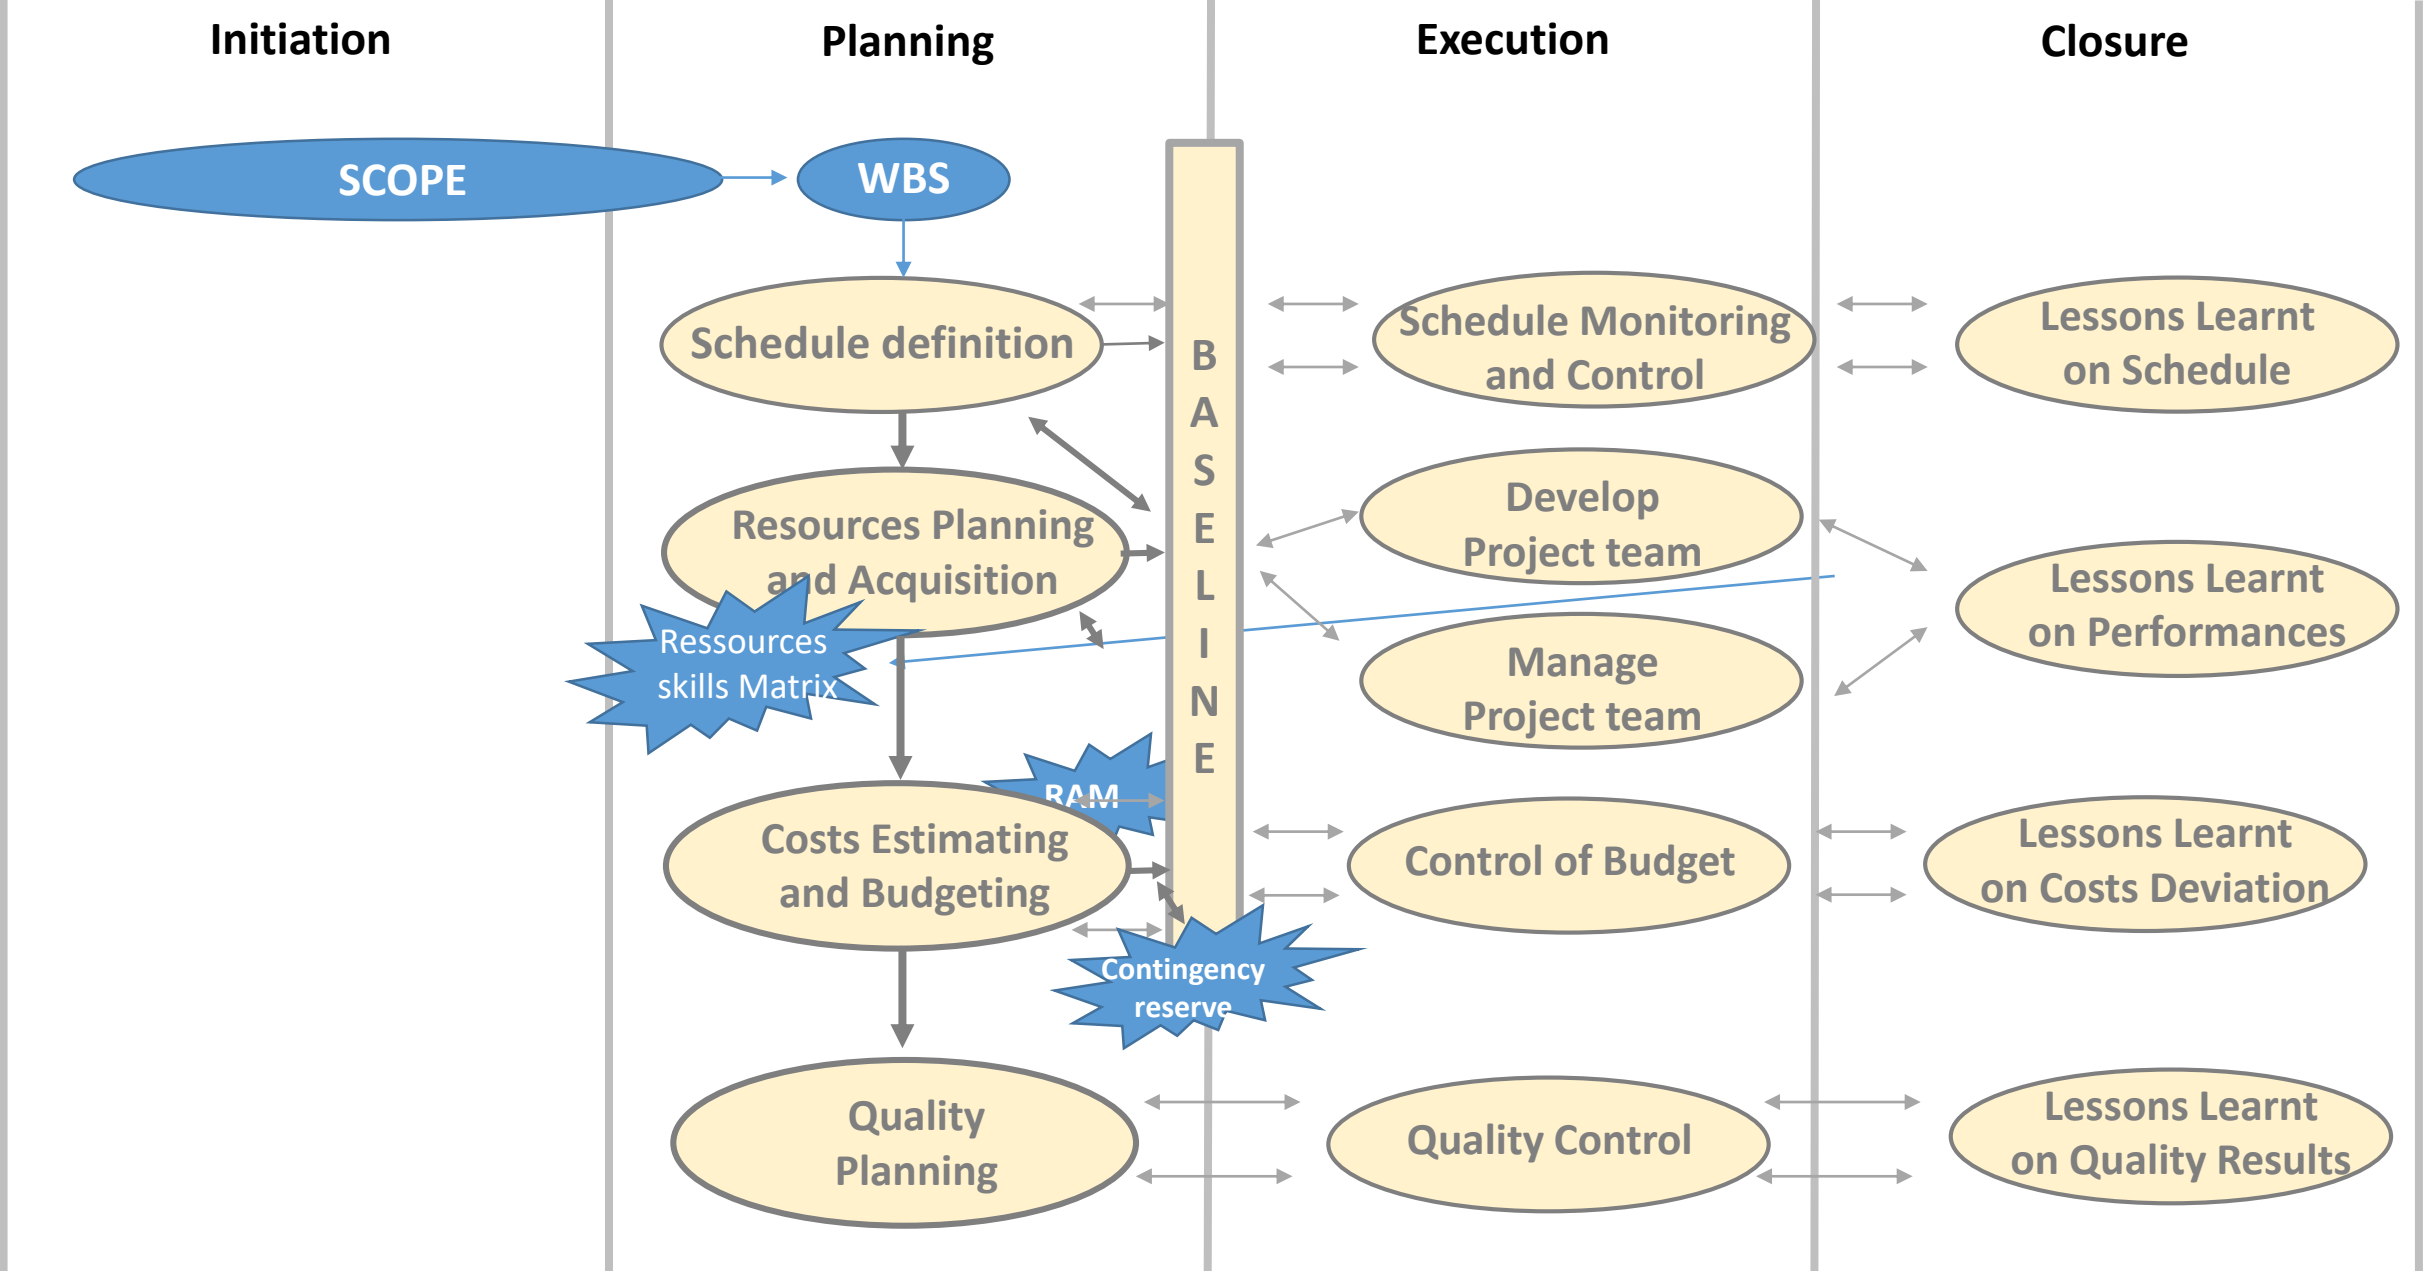 Initiation
Planning
Execution
Closure
SCOPE
WBS
Schedule definition
Resources Planning
and Acquisition
Ressources
skills Matrix
RAM
Costs Estimating
and Budgeting
Contingency
reserve
Quality
Planning
B
A
S
E
L
I
N
E
Schedule Monitoring
and Control
Develop
Project team
Manage
Project team
Control of Budget
Quality Control
Lessons Learnt
on Schedule
Lessons Learnt
on Performances
Lessons Learnt
on Costs Deviation
Lessons Learnt
on Quality Results